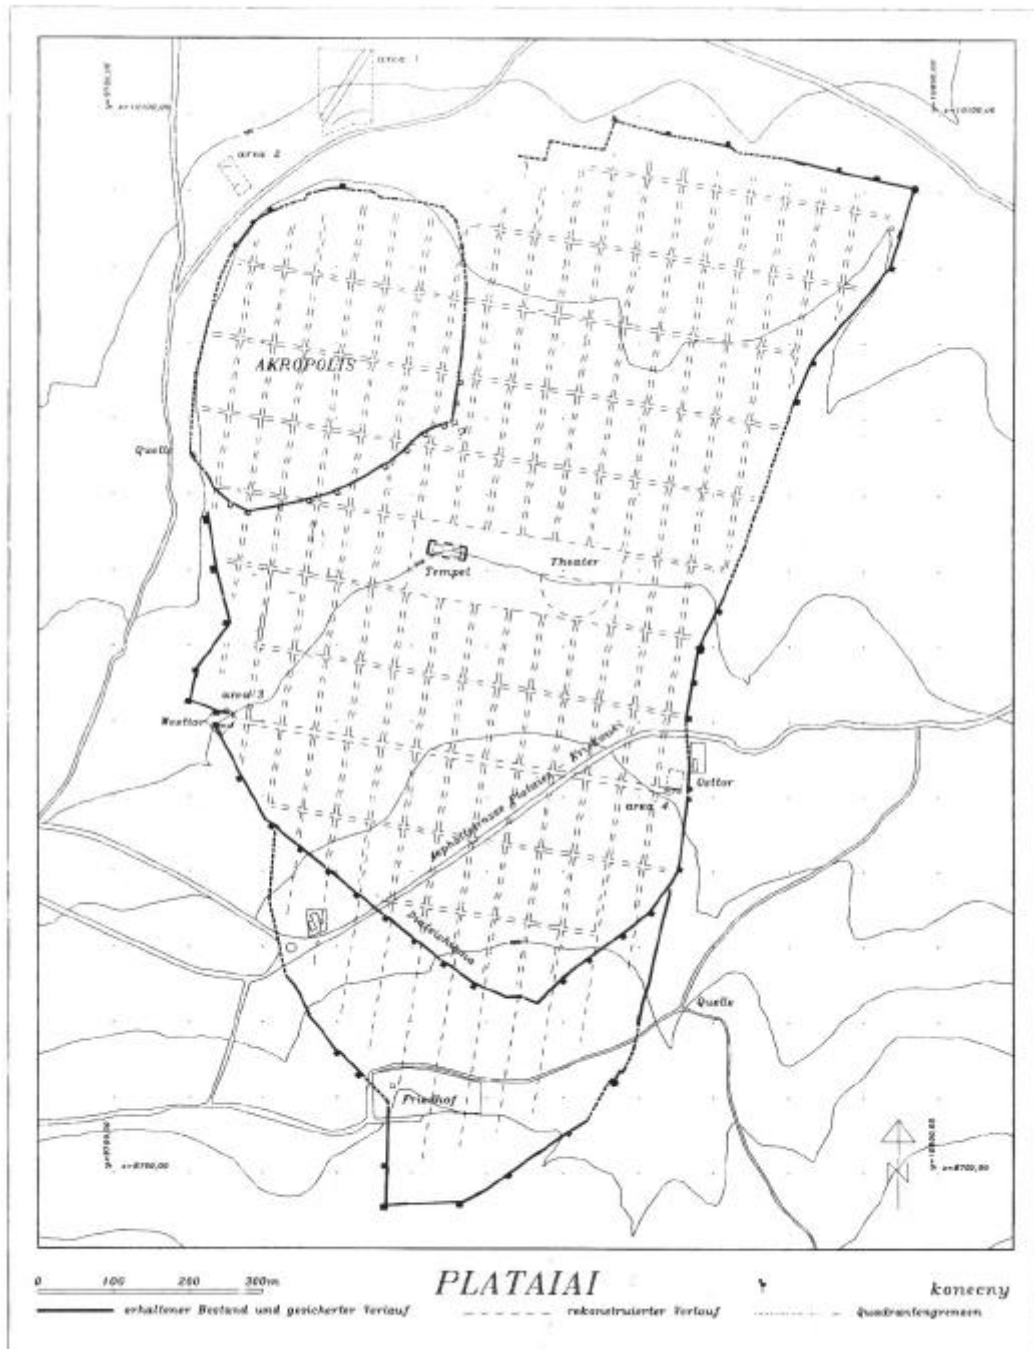 area 1
area 2
AKROPOLIS
Quelle
Tempel
Theater
area 3
Westtor
Osttor
area 4
Quelle
Friedhof
N
0 100 200 300m
PLATAIAI
konecny
erhaltener Bestand und gesicherter Verlauf
rekonstruierter Verlauf
Quadrantengrenzen